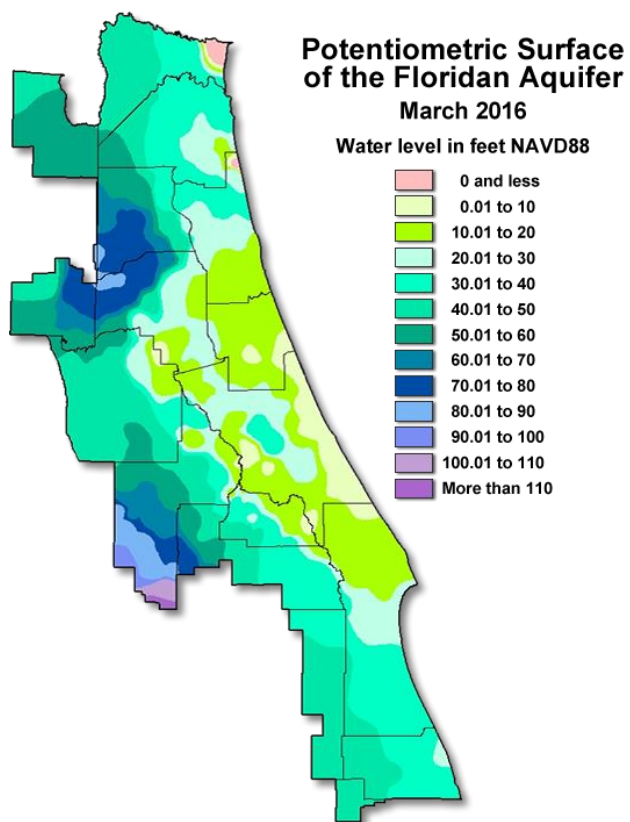 Potentiometric Surface
of the Floridan Aquifer
March 2016
Water level in feet NAVD88
0 and less
0.01 to 10
10.01 to 20
20.01 to 30
30.01 to 40
40.01 to 50
50.01 to 60
60.01 to 70
70.01 to 80
80.01 to 90
90.01 to 100
100.01 to 110
More than 110